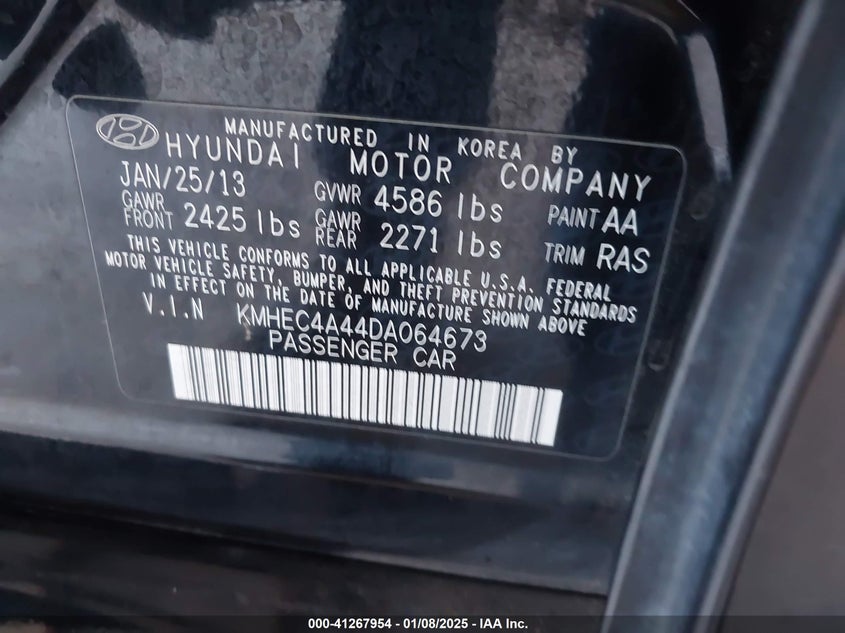 MANUFACTURED IN KOREA BY
HYUNDAI MOTOR COMPANY
JAN/25/13 GVWR 4586 lbs PAINT AA
GAWR FRONT 2425 lbs GAWR REAR 2271 lbs TRIM RAS
THIS VEHICLE CONFORMS TO ALL APPLICABLE U.S.A. FEDERAL
MOTOR VEHICLE SAFETY, BUMPER, AND THEFT PREVENTION STANDARDS
IN EFFECT ON THE DATE OF MANUFACTURE SHOWN ABOVE
V.I.N KMHEC4A44DA064673
PASSENGER CAR
000-41267954 - 01/08/2025 - IAA Inc.